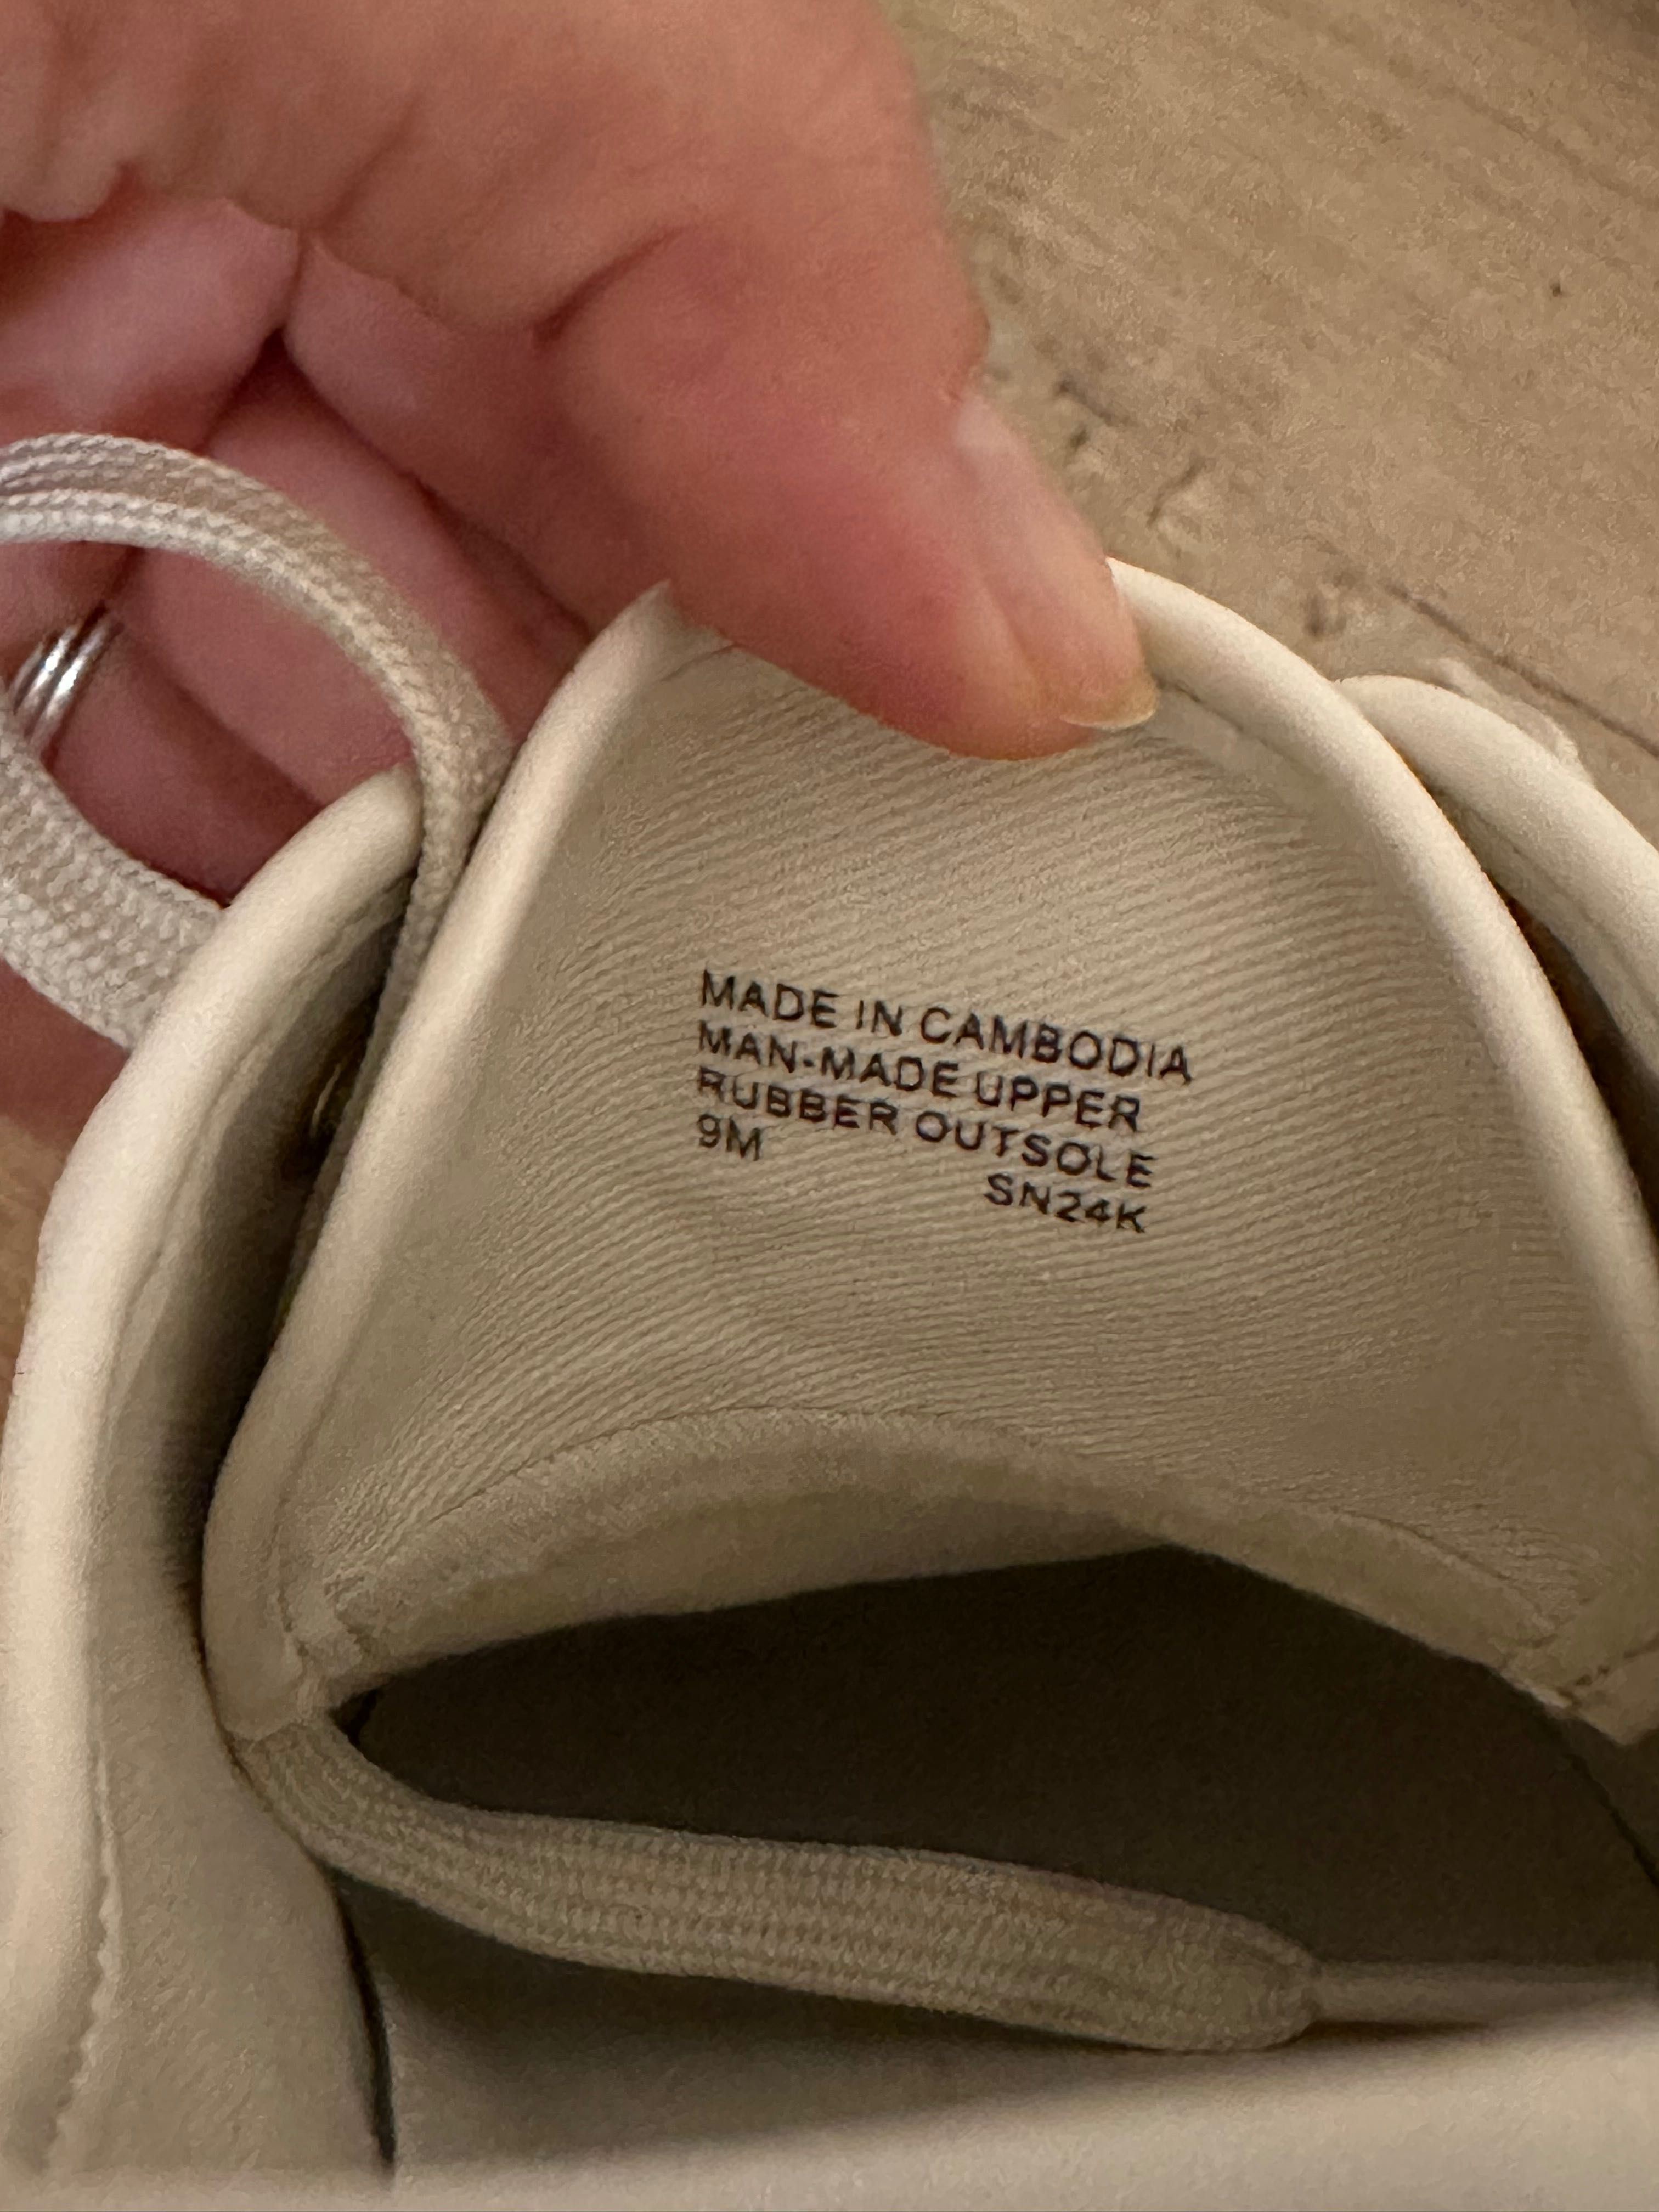 MADE IN CAMBODIA
MAN-MADE UPPER
RUBBER OUTSOLE
9M
SN24K